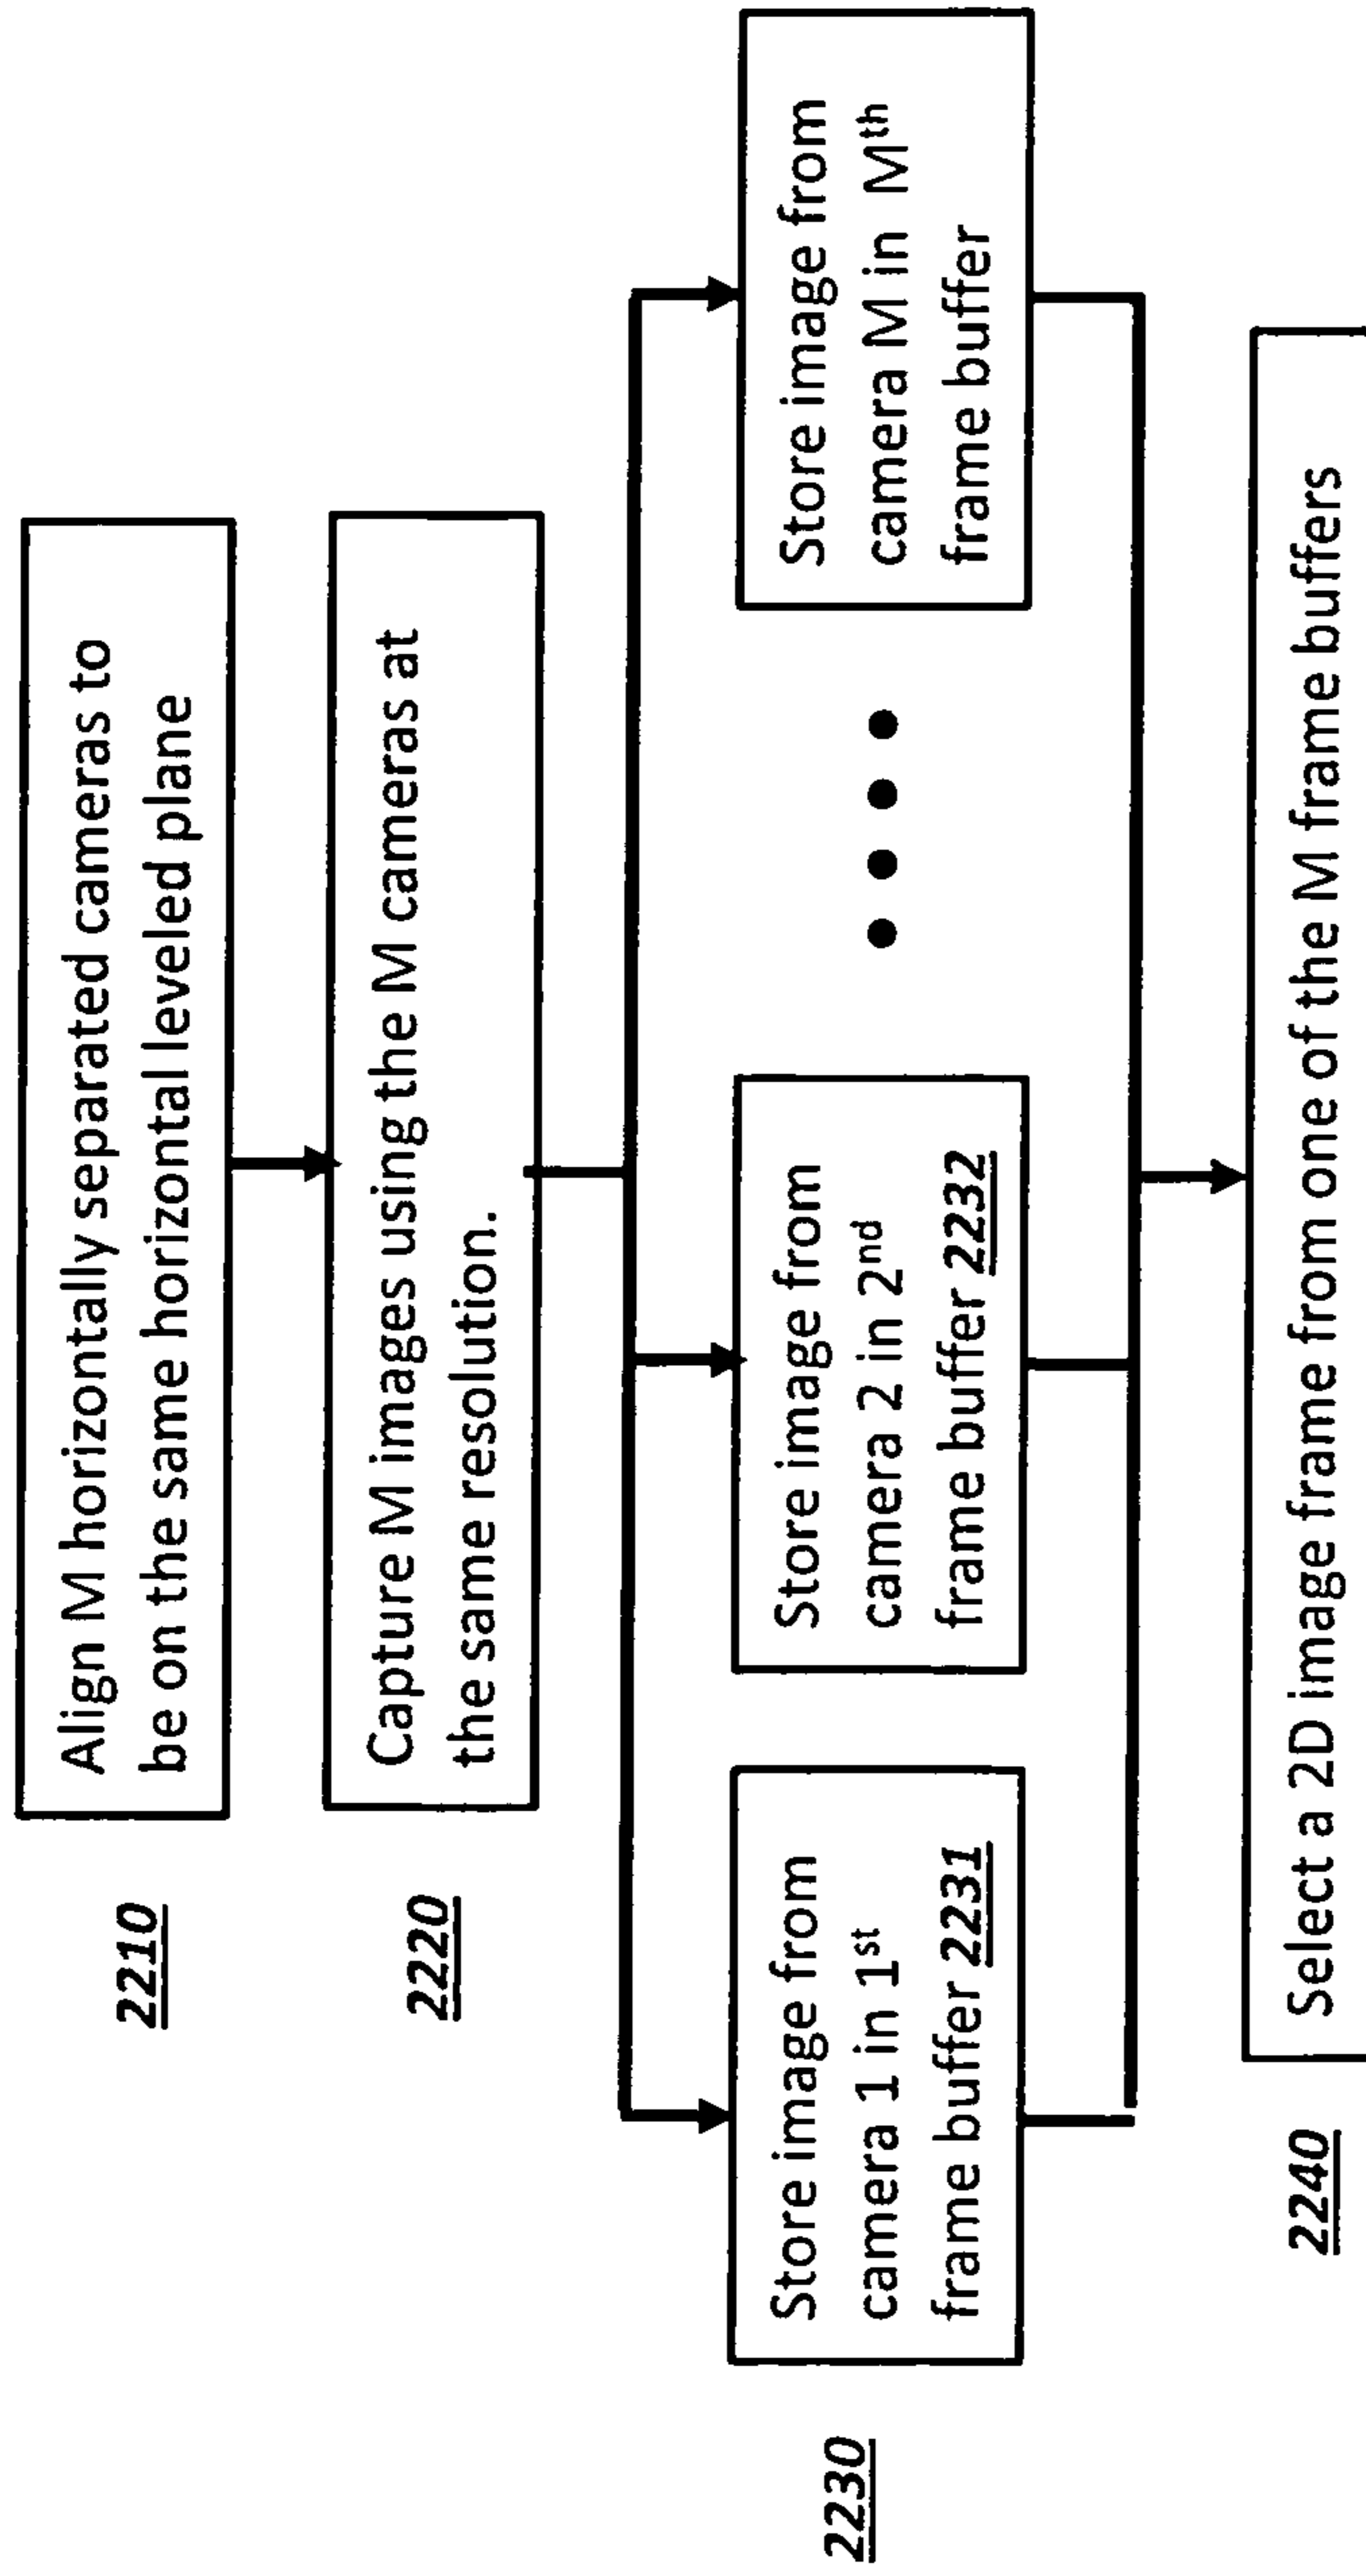 2210
Align M horizontally separated cameras to
be on the same horizontal leveled plane
2220
Capture M images using the M cameras at
the same resolution.
2230
Store image from
camera 1 in 1st
frame buffer 2231
Store image from
camera 2 in 2nd
frame buffer 2232
Store image from
camera M in Mth
frame buffer
2240
Select a 2D image frame from one of the M frame buffers